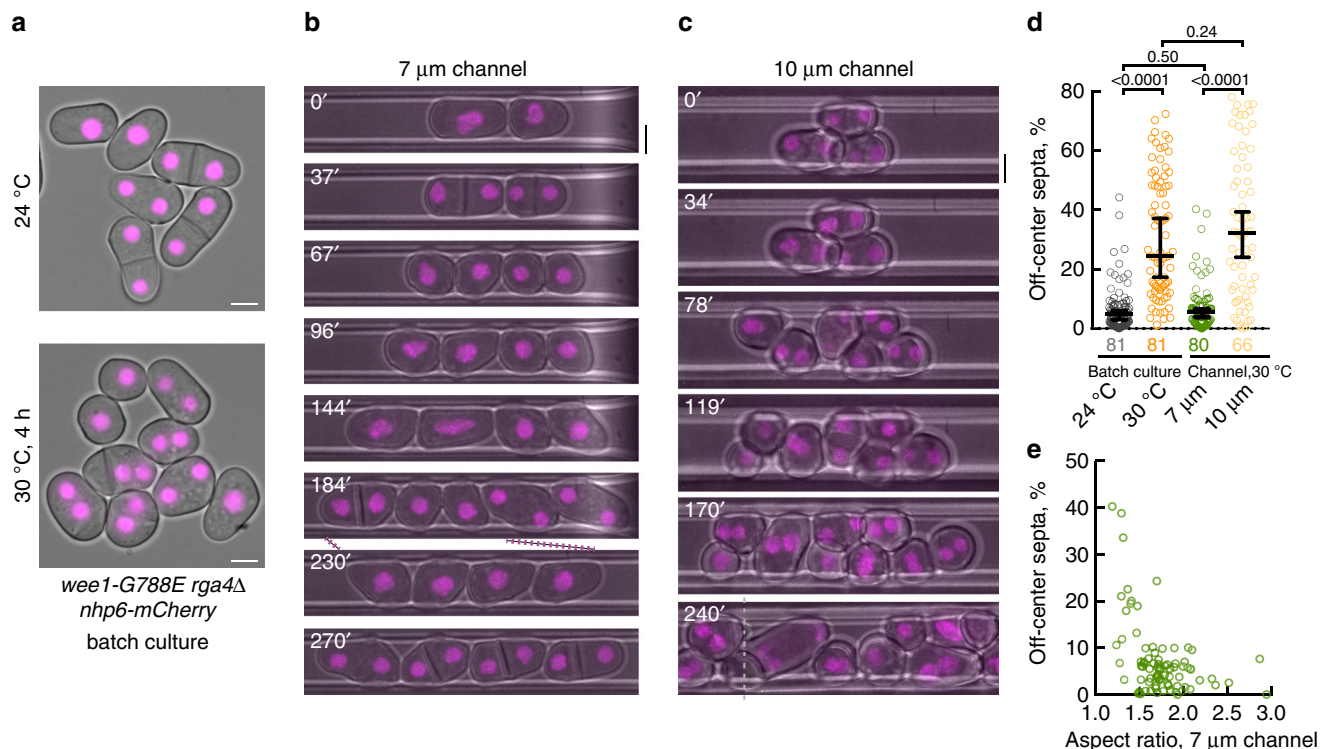 a
24 °C
30 °C, 4 h
wee1-G788E rga4Δ
nhp6-mCherry
batch culture
b
7 μm channel
0′
37′
67′
96′
144′
184′
230′
270′
c
10 μm channel
0′
34′
78′
119′
170′
240′
d
0.24
0.50
<0.0001 <0.0001
Off-center septa, %
80
60
40
20
0
81 81 80 66
Batch culture Channel,30 °C
24 °C 30 °C 7 μm 10 μm
e
Off-center septa, %
50
40
30
20
10
0
1.0 1.5 2.0 2.5 3.0
Aspect ratio, 7 μm channel